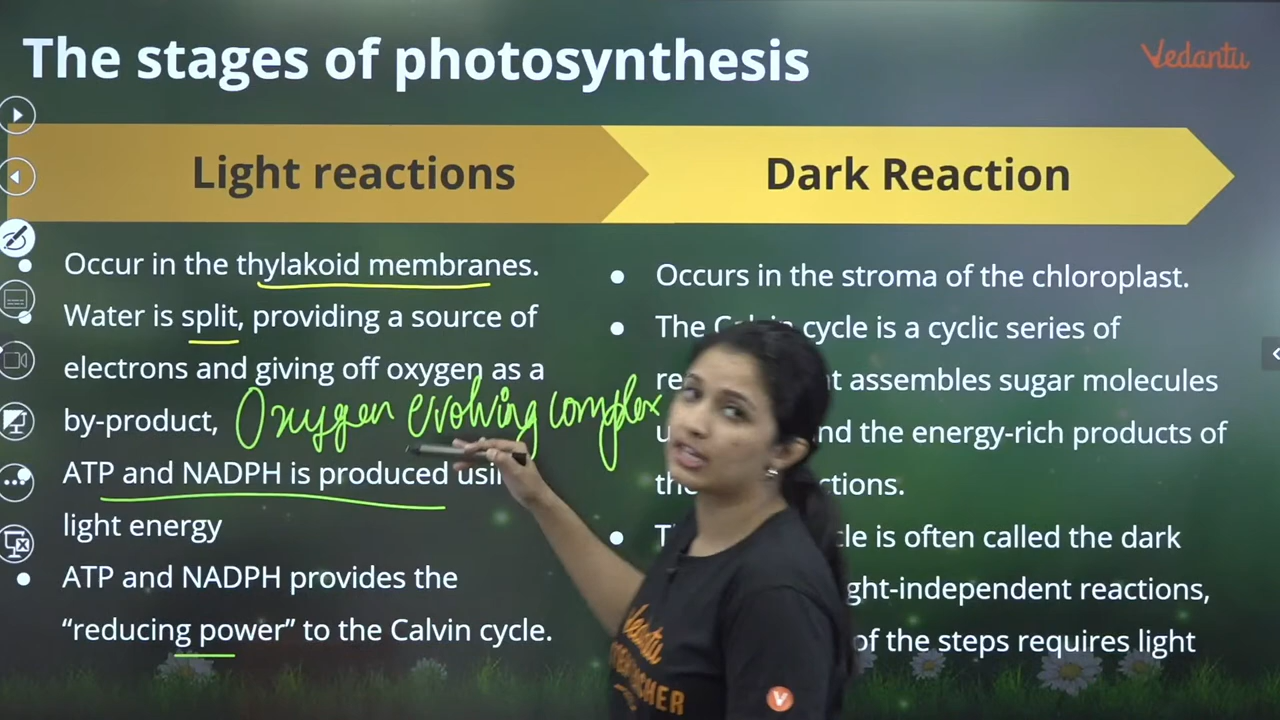 The stages of photosynthesis
Vedantu
Light reactions
Dark Reaction
• Occur in the thylakoid membranes.
• Water is split, providing a source of
electrons and giving off oxygen as a
by-product, Oxygen evolving complex
• ATP and NADPH is produced
light energy
• ATP and NADPH provides the
“reducing power” to the Calvin cycle.
• Occurs in the stroma of the chloroplast.
• The cycle is a cyclic series of
assembles sugar molecules
the energy-rich products of
• is often called the dark
reactions,
of the steps requires light
Vedantu
V